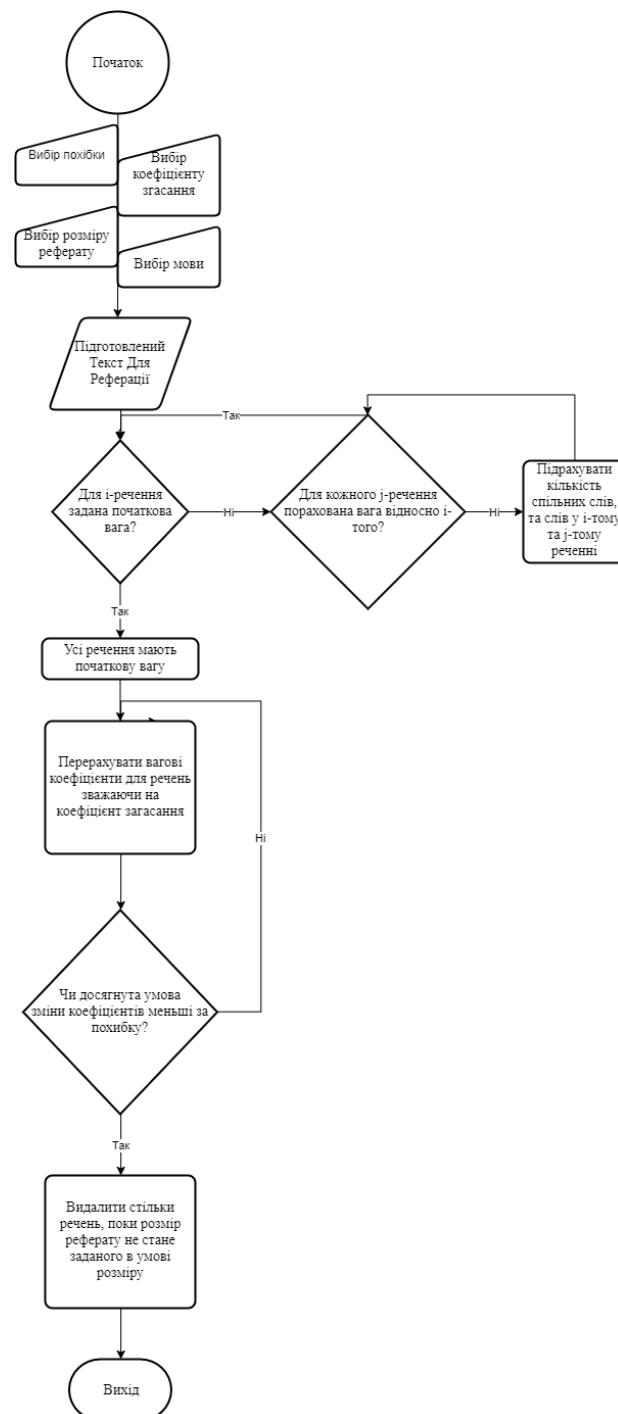 Початок
Вибір похібки
Вибір
коефіцієнту
згасання
Вибір розміру
реферату
Вибір мови
Підготовлений
Текст Для
Реферації
Так
Для і-речення
задана початкова
вага?
Ні
Для кожного j-речення
порахована вага відносно і-
того?
Ні
Підрахувати
кількість
спільних слів,
та слів у і-тому
та j-тому
реченні
Так
Усі речення мають
початкову вагу
Перерахувати вагові
коефіцієнти для речень
зважаючи на
коефіцієнт загасання
Ні
Чи досягнута умова
зміни коефіцієнтів меньші за
похибку?
Так
Видалити стільки
речень, поки розмір
реферату не стане
заданого в умові
розміру
Вихід